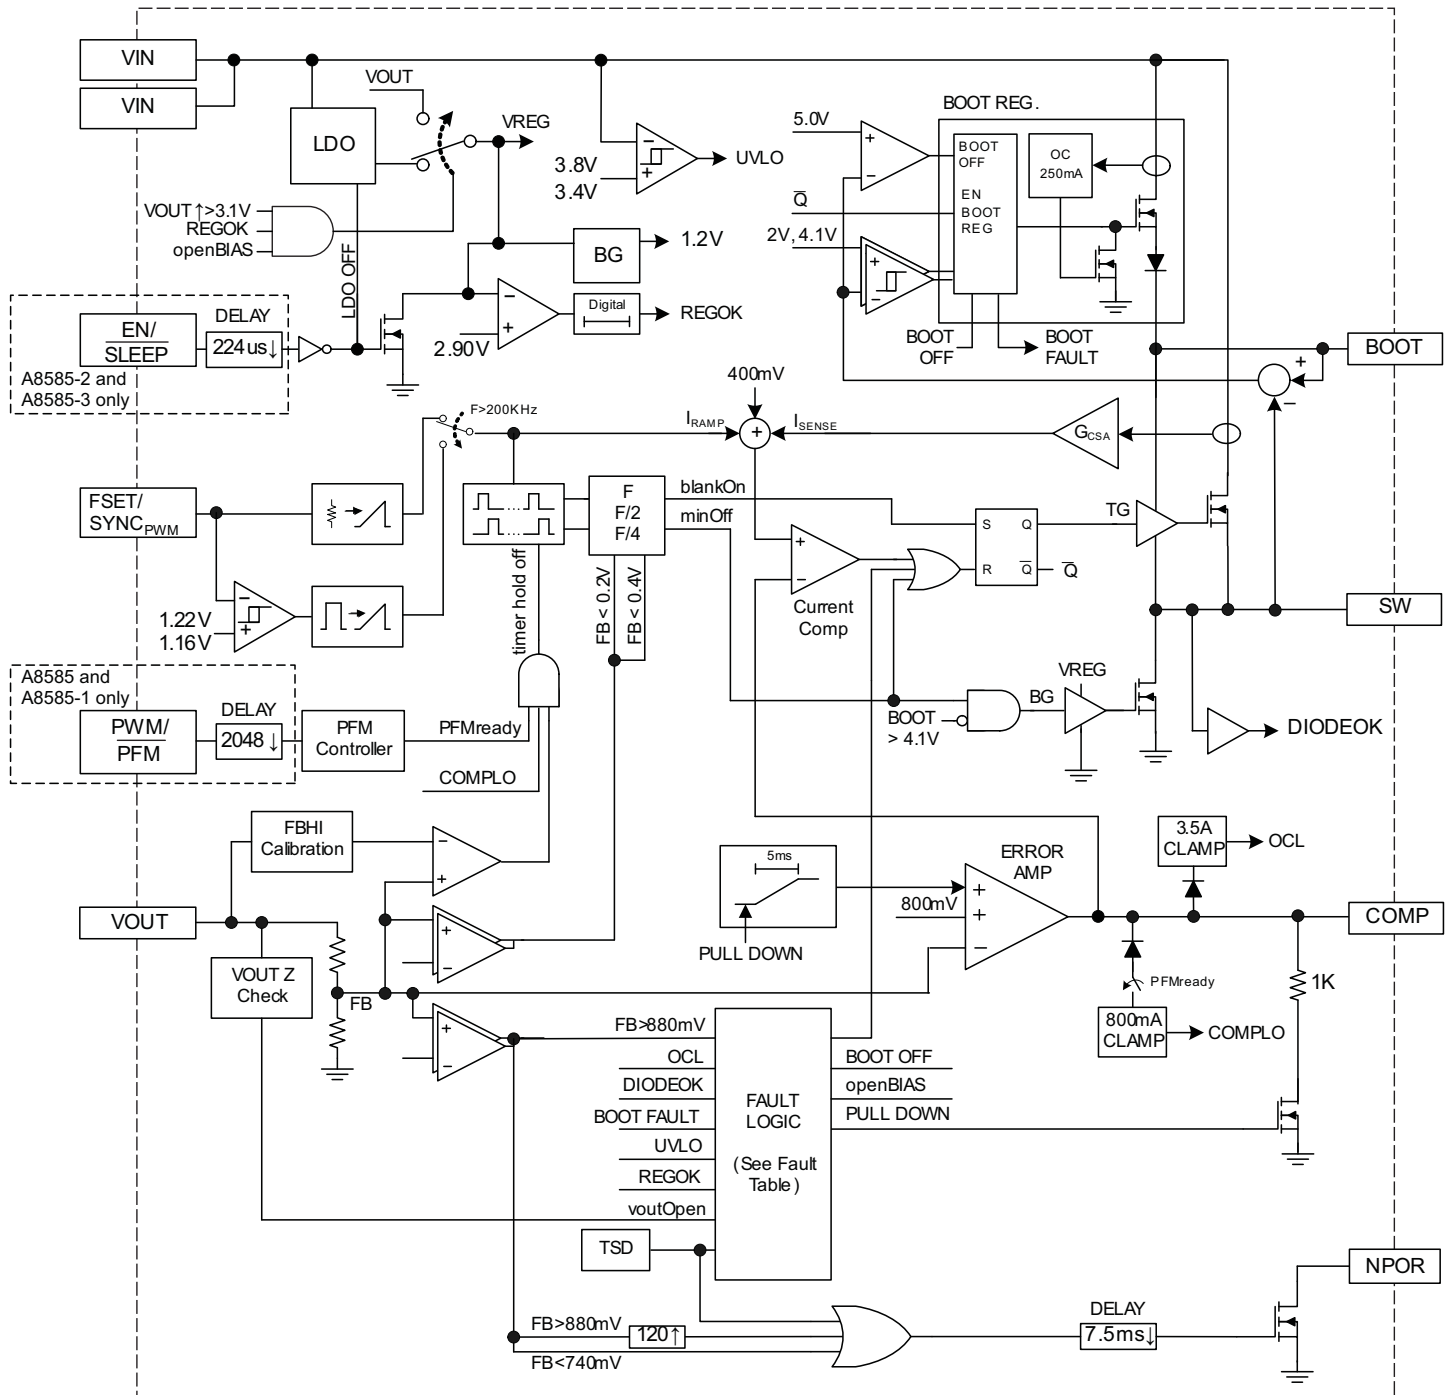 VIN
VIN
VOUT
LDO
VREG
VOUT ↑>3.1V
REGOK
openBIAS
LDO OFF
3.8V
3.4V
UVLO
BG
1.2V
2.90V
Digital
REGOK
5.0V
Q̅
2V, 4.1V
BOOT REG.
BOOT
OFF
EN
BOOT
REG
OC
250mA
BOOT
OFF
BOOT
FAULT
BOOT
+
−
EN/
SLEEP
DELAY
224us↓
A8585-2 and
A8585-3 only
F>200KHz
400mV
I_RAMP
+
I_SENSE
G_CSA
FSET/
SYNC_PWM
1.22V
1.16V
timer hold off
F
F/2
F/4
blankOn
minOff
FB < 0.2V
FB < 0.4V
Current
Comp
S
Q
R
Q̅
Q̅
TG
SW
A8585 and
A8585-1 only
PWM/
PFM
DELAY
2048 ↓
PFM
Controller
PFMready
COMPLO
BOOT
> 4.1V
BG
VREG
DIODEOK
FBHI
Calibration
5ms
PULL DOWN
800mV
ERROR
AMP
3.5A
CLAMP
OCL
COMP
VOUT
VOUT Z
Check
FB
PFMready
800mA
CLAMP
COMPLO
1K
FB>880mV
OCL
DIODEOK
BOOT FAULT
UVLO
REGOK
voutOpen
TSD
FAULT
LOGIC
(See Fault
Table)
BOOT OFF
openBIAS
PULL DOWN
NPOR
FB>880mV
120↑
FB<740mV
DELAY
7.5ms↓